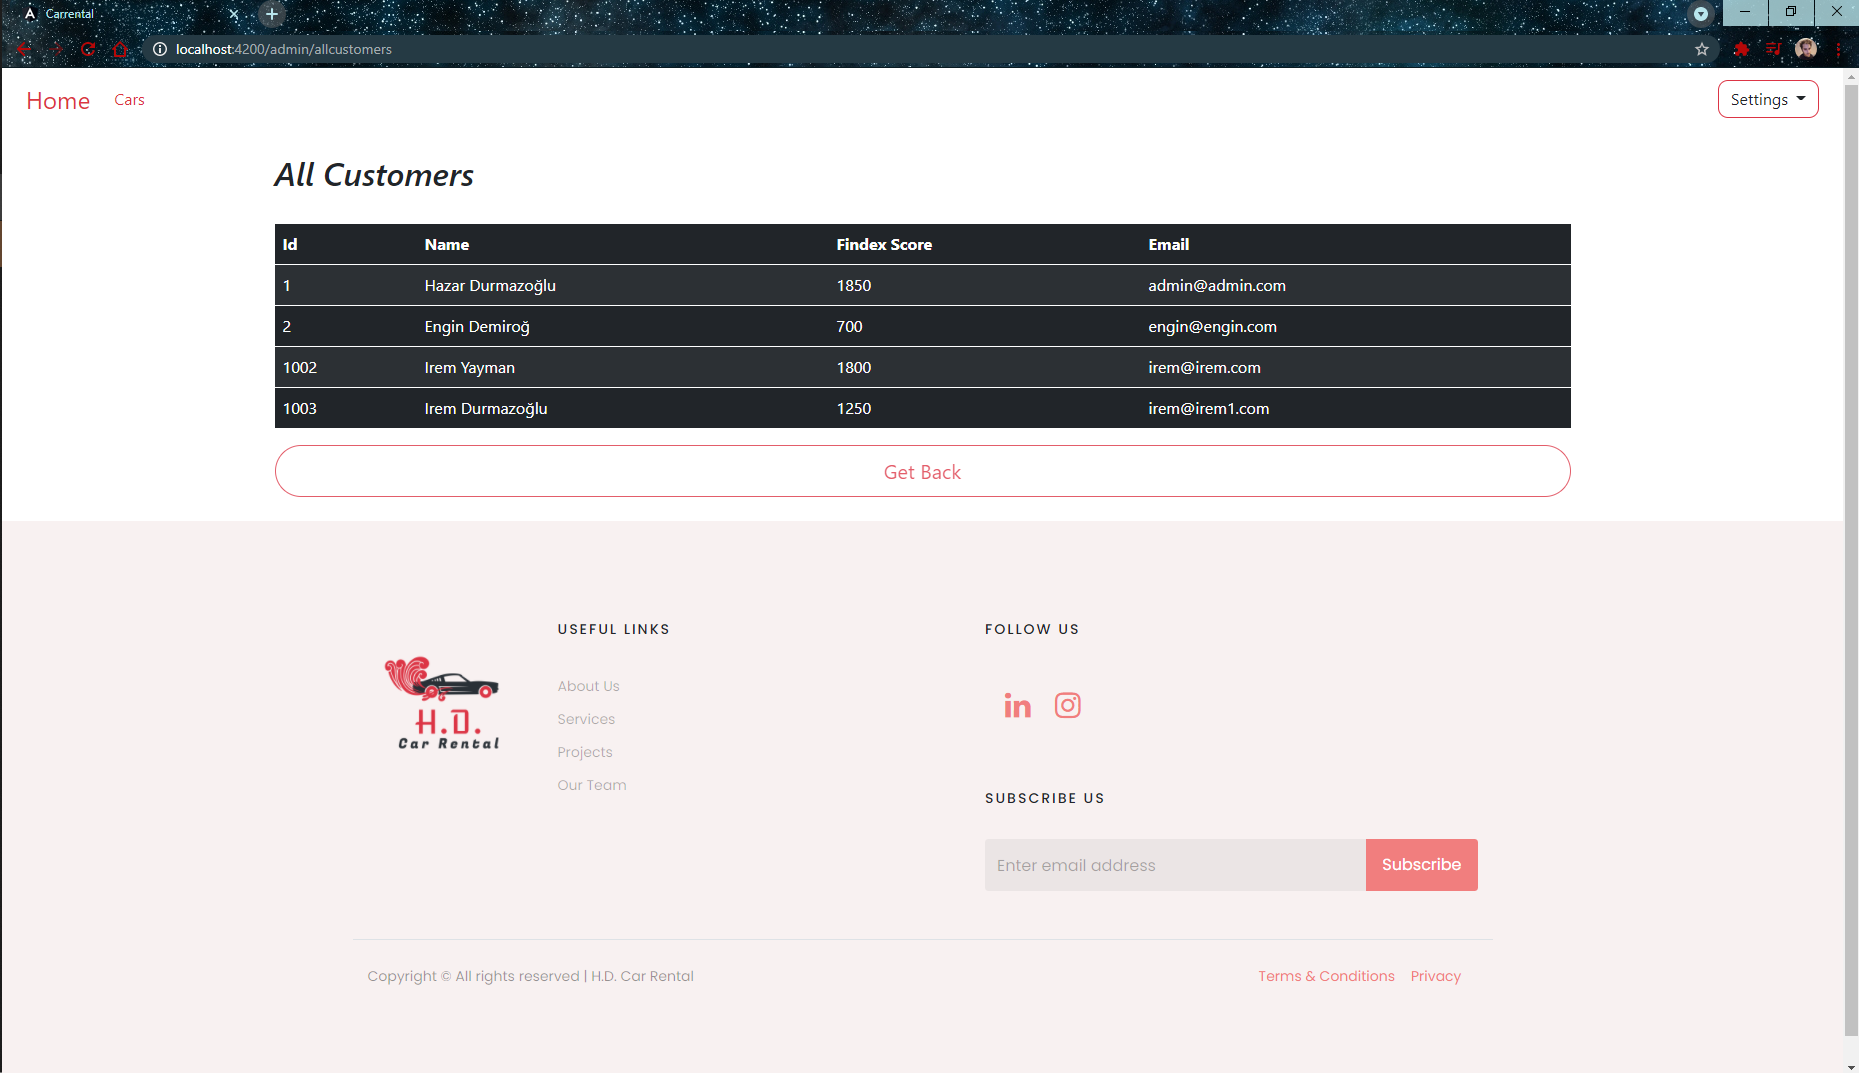 Carrental
localhost:4200/admin/allcustomers
Home Cars Settings
All Customers
Id Name Findex Score Email
1 Hazar Durmazoğlu 1850 admin@admin.com
2 Engin Demiroğ 700 engin@engin.com
1002 Irem Yayman 1800 irem@irem.com
1003 Irem Durmazoğlu 1250 irem@irem1.com
Get Back
H.D.
Car Rental
USEFUL LINKS
About Us
Services
Projects
Our Team
FOLLOW US
in
SUBSCRIBE US
Enter email address Subscribe
Copyright © All rights reserved | H.D. Car Rental Terms & Conditions Privacy